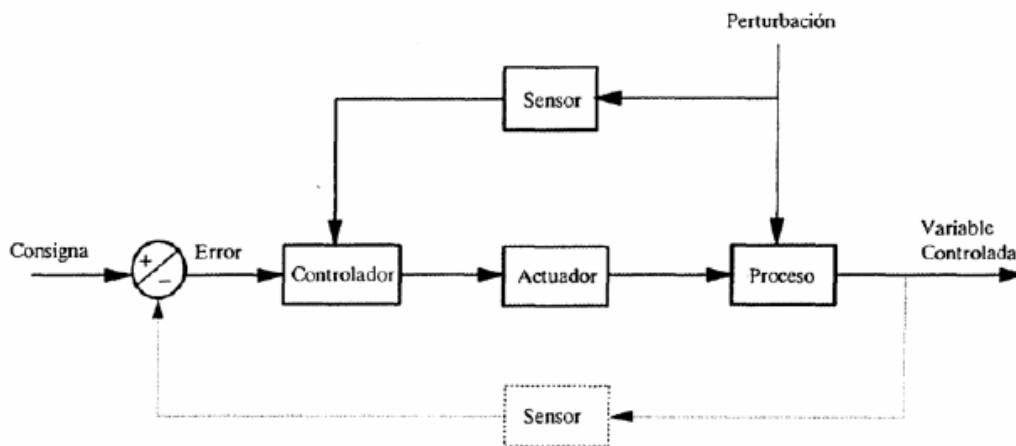 Perturbación
Sensor
Consigna
+
−
Error
Controlador
Actuador
Proceso
Variable
Controlada
Sensor